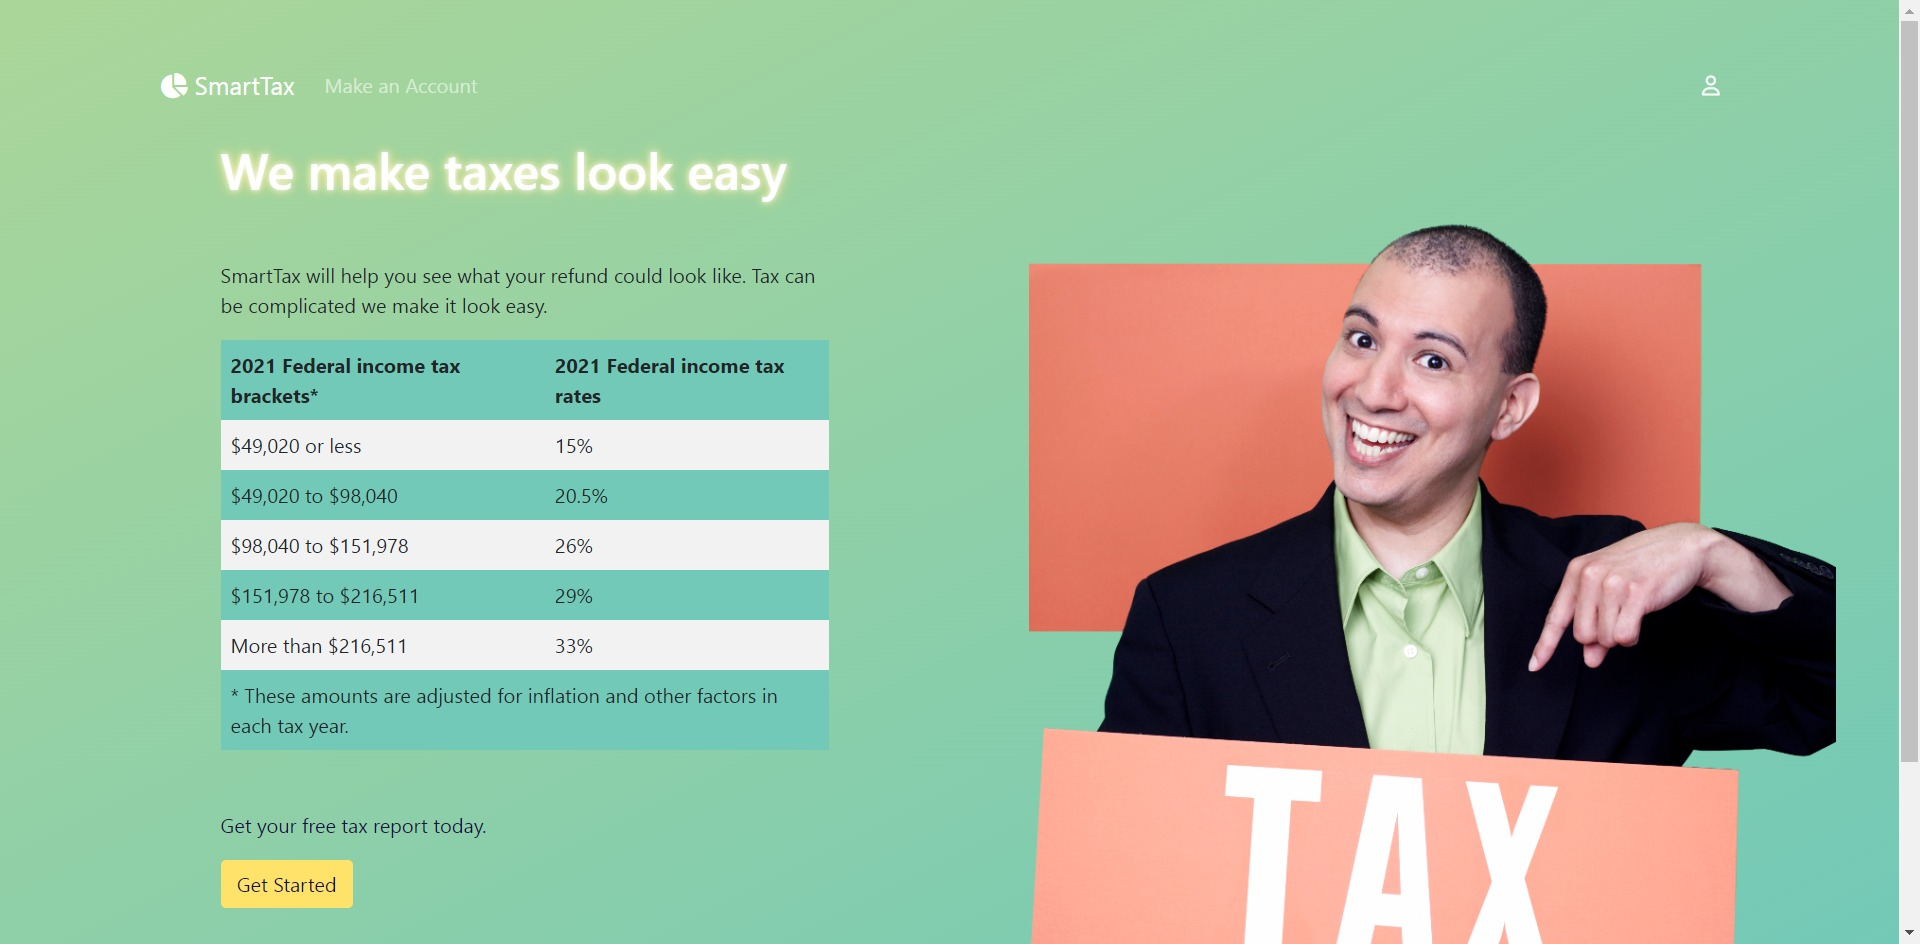 SmartTax Make an Account
We make taxes look easy
SmartTax will help you see what your refund could look like. Tax can
be complicated we make it look easy.
2021 Federal income tax brackets* 2021 Federal income tax rates
$49,020 or less 15%
$49,020 to $98,040 20.5%
$98,040 to $151,978 26%
$151,978 to $216,511 29%
More than $216,511 33%
* These amounts are adjusted for inflation and other factors in
each tax year.
Get your free tax report today.
Get Started
TAX